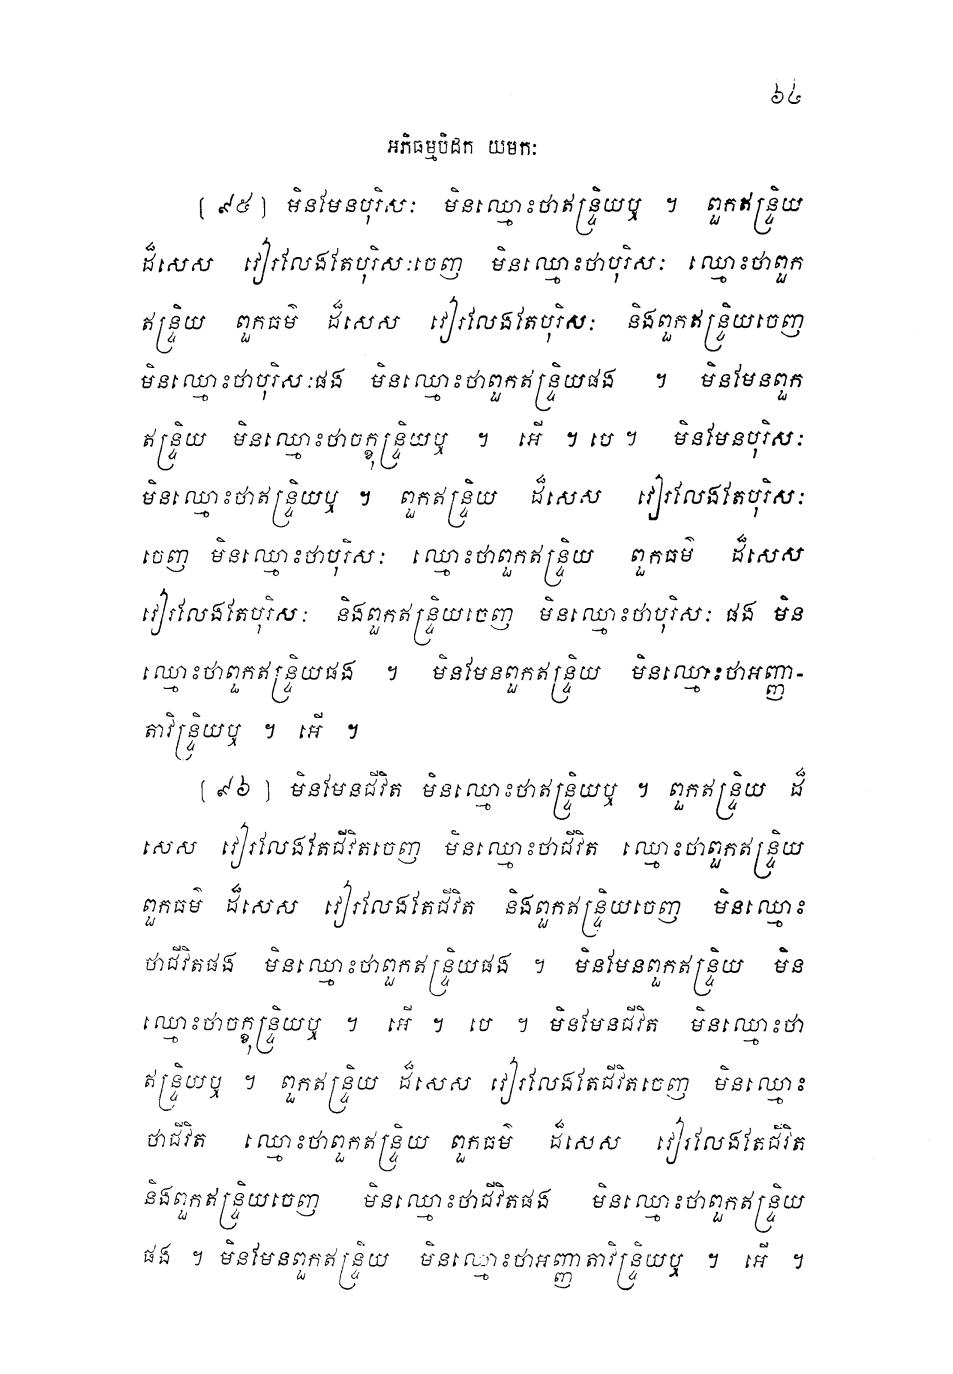 ៦៤
អភិធម្មបិដក យមកៈ
[ ៩៥ ] មិនមែនបុរិសៈ មិនឈ្មោះថាឥន្ទ្រិយឬ ។ ពួកឥន្ទ្រិយ
ដ៏សេស វៀរលែងតែបុរិសៈចេញ មិនឈ្មោះថាបុរិសៈ ឈ្មោះថាពួក
ឥន្ទ្រិយ ពួកធម៌ ដ៏សេស វៀរលែងតែបុរិសៈ និងពួកឥន្ទ្រិយចេញ
មិនឈ្មោះថាបុរិសៈផង មិនឈ្មោះថាពួកឥន្ទ្រិយផង ។ មិនមែនពួក
ឥន្ទ្រិយ មិនឈ្មោះថាចក្ខុន្ទ្រិយឬ ។ អើ ។ បេ ។ មិនមែនបុរិសៈ
មិនឈ្មោះថាឥន្ទ្រិយឬ ។ ពួកឥន្ទ្រិយ ដ៏សេស វៀរលែងតែបុរិសៈ
ចេញ មិនឈ្មោះថាបុរិសៈ ឈ្មោះថាពួកឥន្ទ្រិយ ពួកធម៌ ដ៏សេស
វៀរលែងតែបុរិសៈ និងពួកឥន្ទ្រិយចេញ មិនឈ្មោះថាបុរិសៈ ផង មិន
ឈ្មោះថាពួកឥន្ទ្រិយផង ។ មិនមែនពួកឥន្ទ្រិយ មិនឈ្មោះថាអញ្ញា-
តាវិន្ទ្រិយឬ ។ អើ ។
[ ៩៦ ] មិនមែនជីវិត មិនឈ្មោះថាឥន្ទ្រិយឬ ។ ពួកឥន្ទ្រិយ ដ៏
សេស វៀរលែងតែជីវិតចេញ មិនឈ្មោះថាជីវិត ឈ្មោះថាពួកឥន្ទ្រិយ
ពួកធម៌ ដ៏សេស វៀរលែងតែជីវិត និងពួកឥន្ទ្រិយចេញ មិនឈ្មោះ
ថាជីវិតផង មិនឈ្មោះថាពួកឥន្ទ្រិយផង ។ មិនមែនពួកឥន្ទ្រិយ មិន
ឈ្មោះថាចក្ខុន្ទ្រិយឬ ។ អើ ។ បេ ។ មិនមែនជីវិត មិនឈ្មោះថា
ឥន្ទ្រិយឬ ។ ពួកឥន្ទ្រិយ ដ៏សេស វៀរលែងតែជីវិតចេញ មិនឈ្មោះ
ថាជីវិត ឈ្មោះថាពួកឥន្ទ្រិយ ពួកធម៌ ដ៏សេស វៀរលែងតែជីវិត
និងពួកឥន្ទ្រិយចេញ មិនឈ្មោះថាជីវិតផង មិនឈ្មោះថាពួកឥន្ទ្រិយ
ផង ។ មិនមែនពួកឥន្ទ្រិយ មិនឈ្មោះថាអញ្ញាតាវិន្ទ្រិយឬ ។ អើ ។